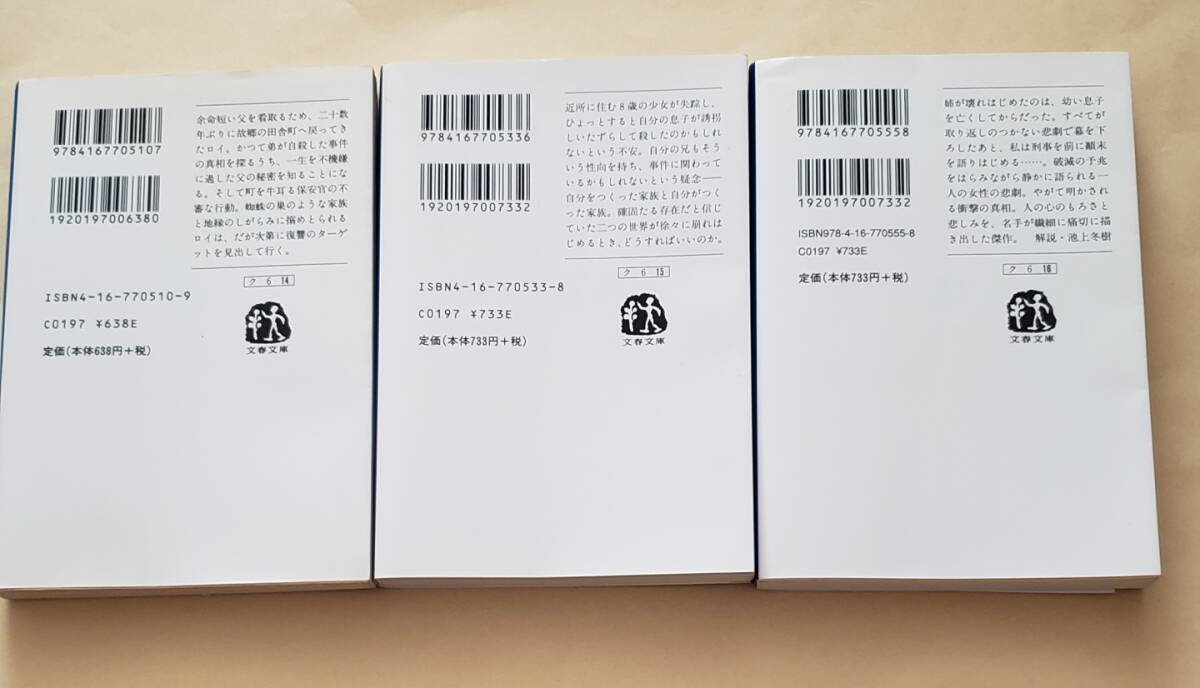 9784167705107
1920197006380
余命短い父を看取るため、二十数
年ぶりに故郷の田舎町へ戻ってき
たロイ。かつて弟が自殺した事件
の真相を探るうち、一生を不機嫌
に過した父の秘密を知ることにな
る。そして町を牛耳る保安官の不
審な行動。蜘蛛の巣のような家族
と地縁のしがらみに搦めとられる
ロイは、だが次第に復讐のターゲ
ットを見出して行く。
ク 6 14
ISBN4-16-770510-9
C0197 ¥638E
定価(本体638円+税)
文春文庫
9784167705336
1920197007332
近所に住む8歳の少女が失踪し、
ひょっとすると自分の息子が誘拐
しいたずらして殺したのかもしれ
ないという不安。自分の兄もそう
いう性向を持ち、事件に関わって
いるかもしれないという疑念――
自分をつくった家族と自分がつく
った家族。確固たる存在だと信じ
ていた二つの世界が徐々に崩れは
じめるとき、どうすればいいのか。
ク 6 15
ISBN4-16-770533-8
C0197 ¥733E
定価(本体733円+税)
文春文庫
9784167705558
1920197007332
ISBN978-4-16-770555-8
C0197 ¥733E
定価(本体733円+税)
姉が壊れはじめたのは、幼い息子
を亡くしてからだった。すべてが
取り返しのつかない悲劇で幕を下
ろしたあと、私は刑事を前に顛末
を語りはじめる……。破滅の予兆
をはらみながら静かに語られる一
人の女性の悲劇。やがて明かされ
る衝撃の真相。人の心のもろさと
悲しみを、名手が繊細に痛切に描
き出した傑作。 解説・池上冬樹
ク 6 16
文春文庫